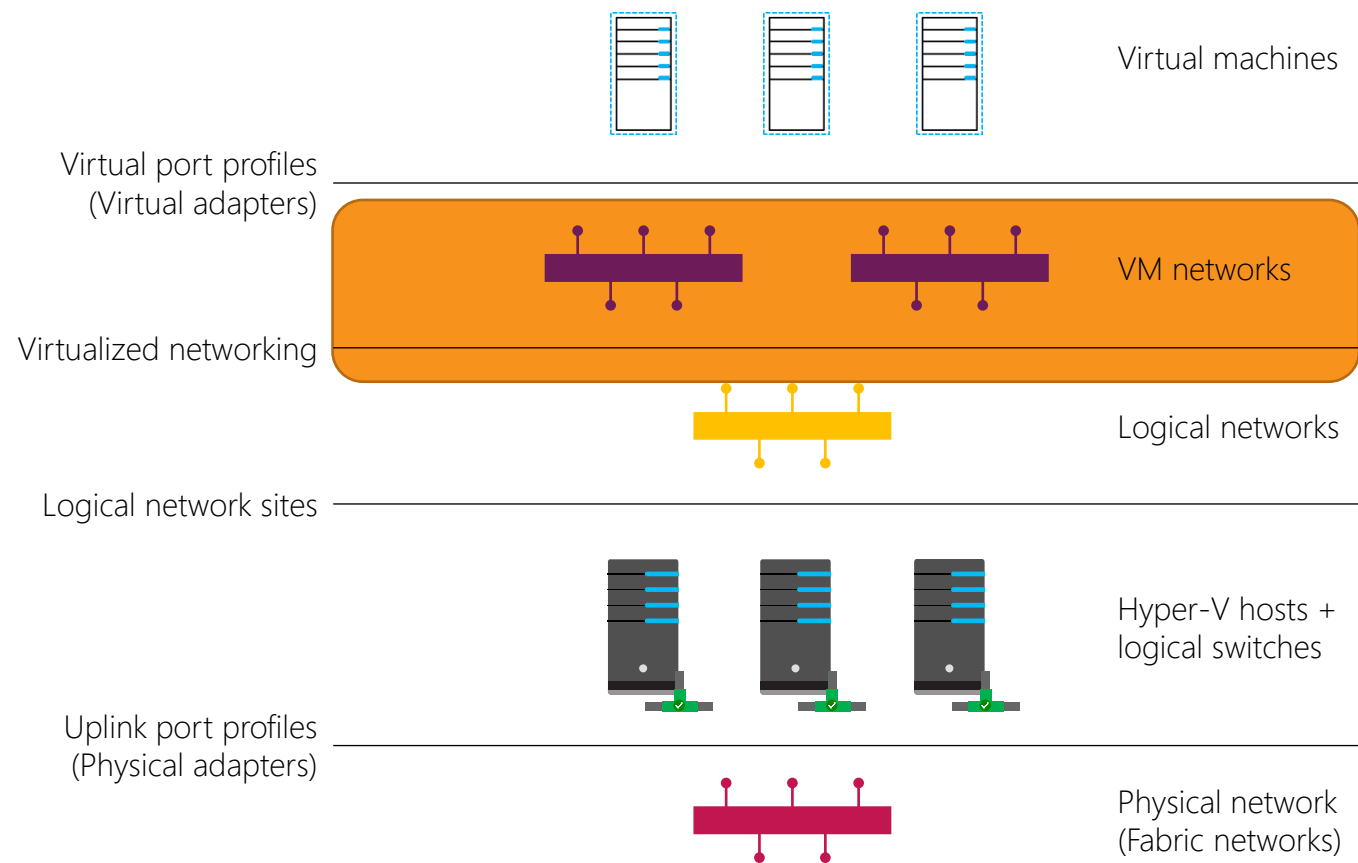 Virtual machines
Virtual port profiles
(Virtual adapters)
VM networks
Virtualized networking
Logical networks
Logical network sites
Hyper-V hosts +
logical switches
Uplink port profiles
(Physical adapters)
Physical network
(Fabric networks)